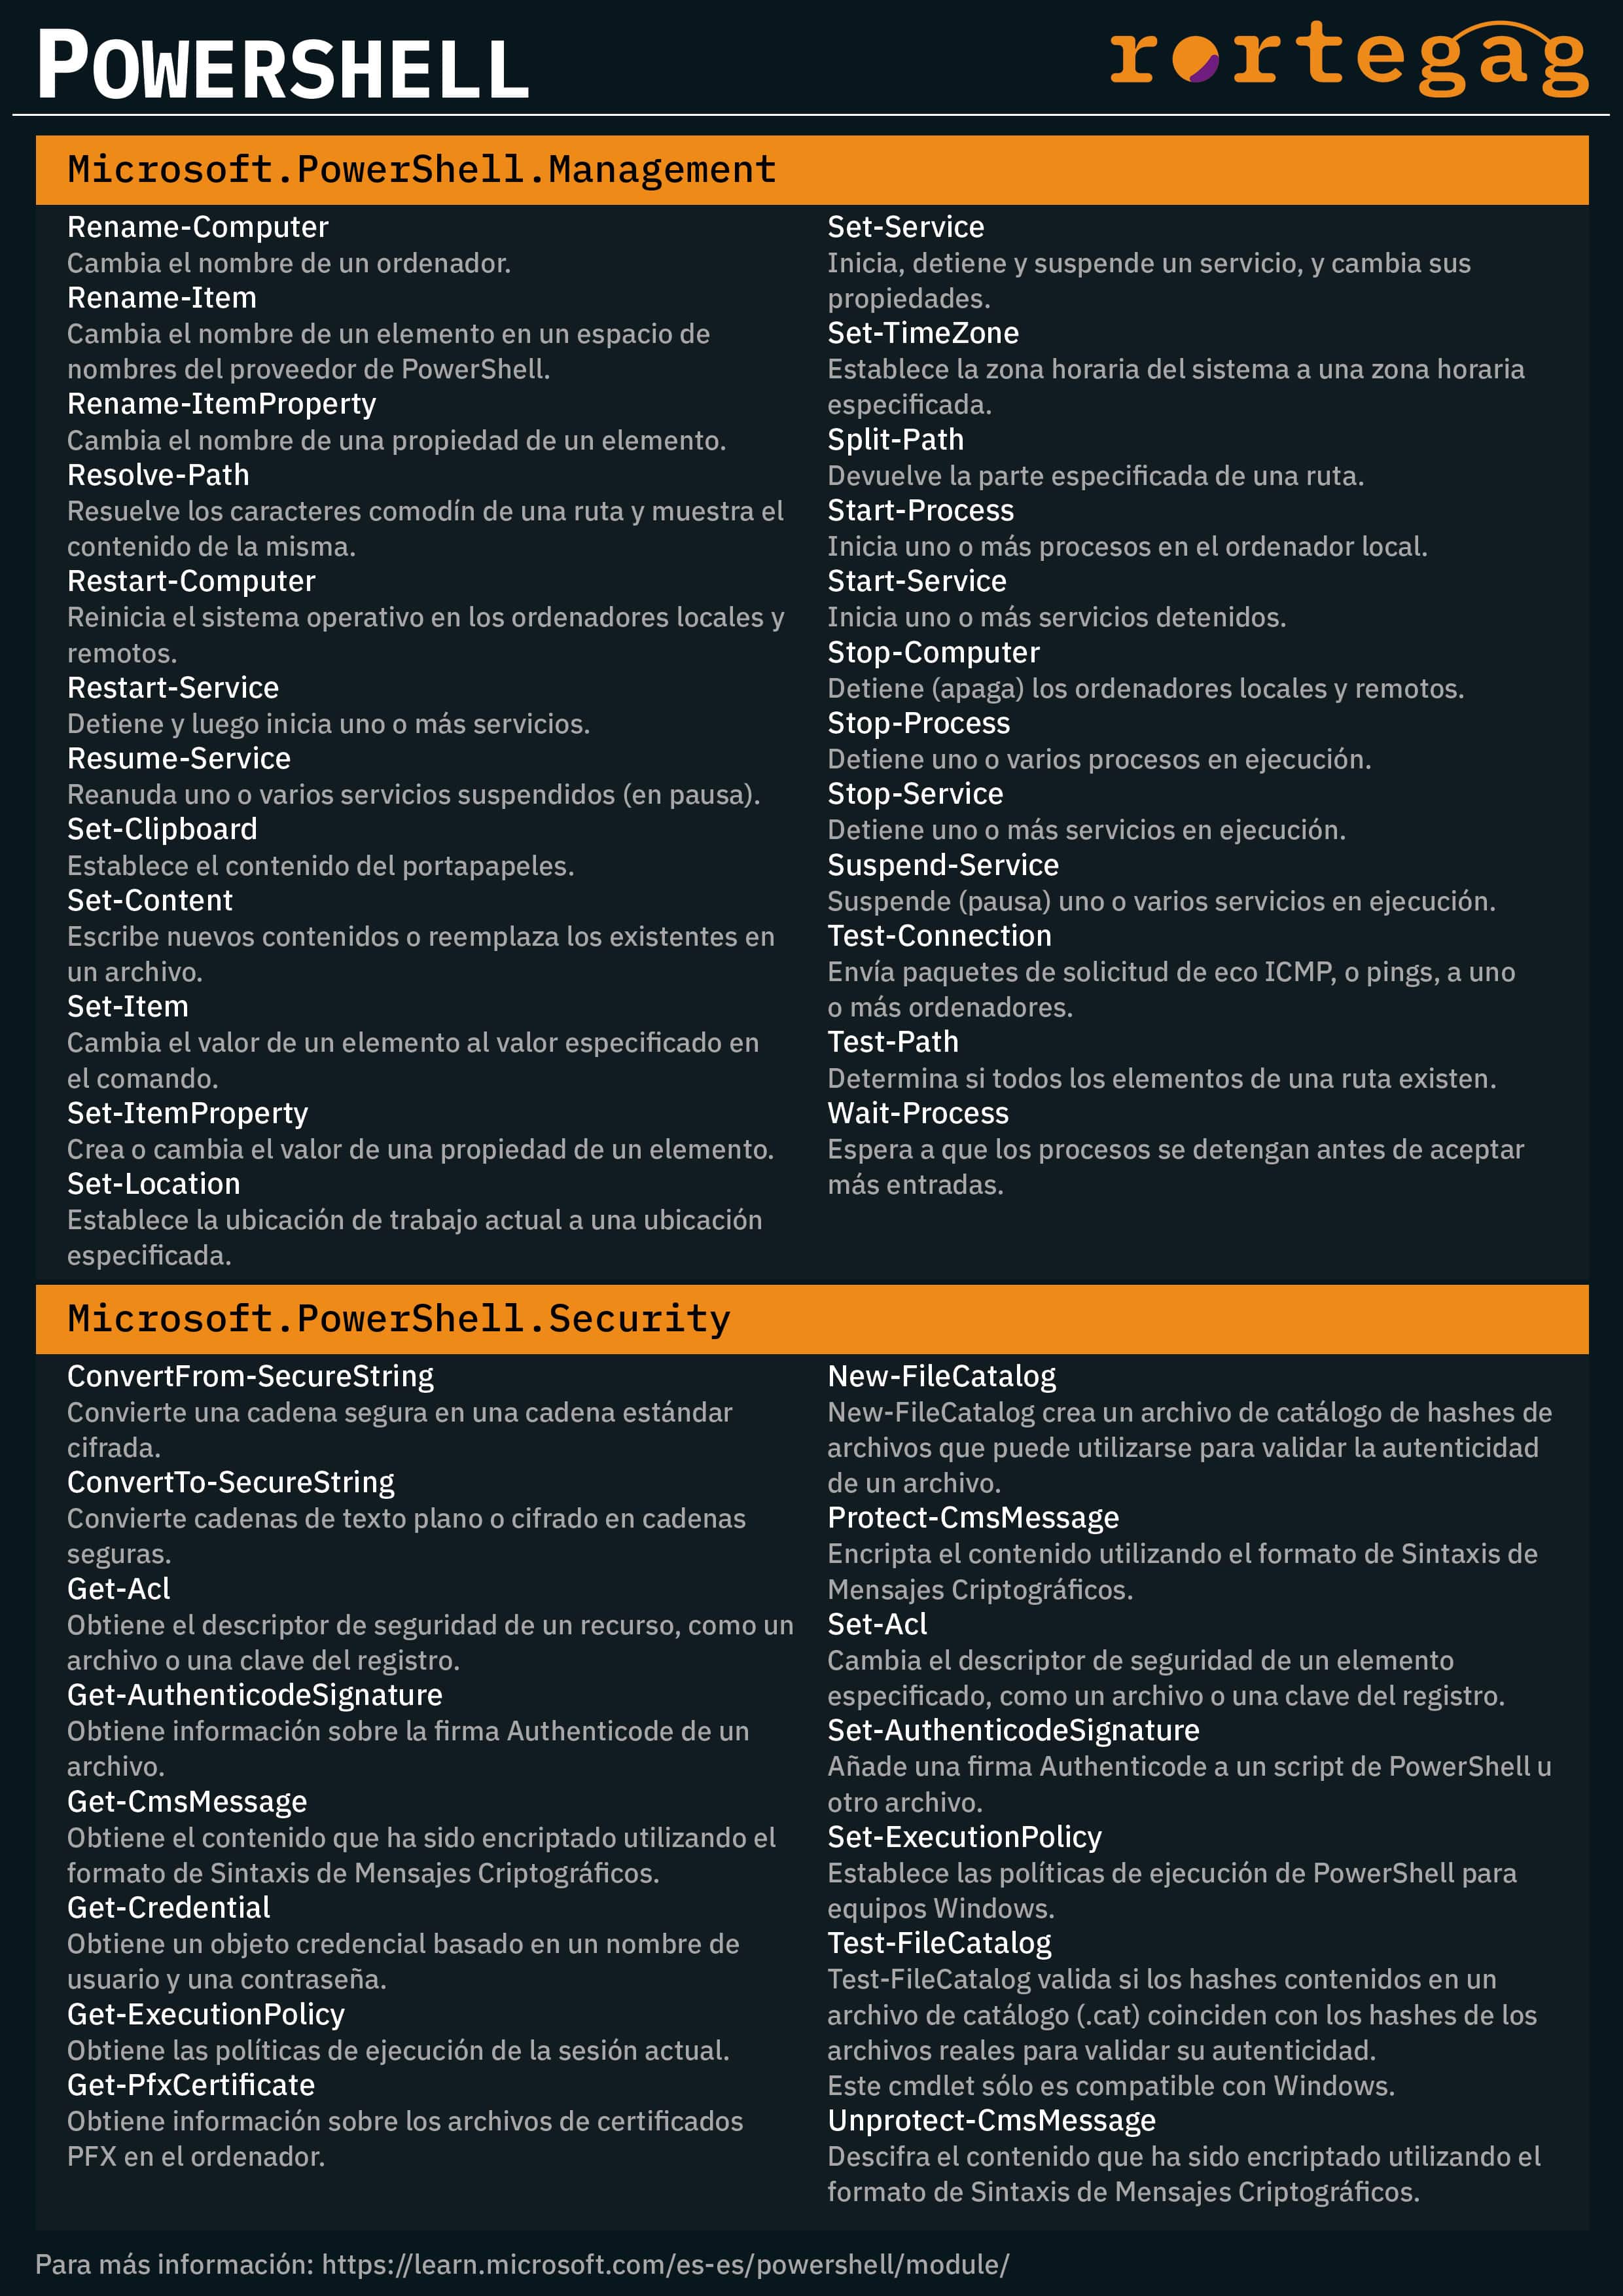 POWERSHELL
rortegag
Microsoft.PowerShell.Management
Rename-Computer
Cambia el nombre de un ordenador.
Rename-Item
Cambia el nombre de un elemento en un espacio de
nombres del proveedor de PowerShell.
Rename-ItemProperty
Cambia el nombre de una propiedad de un elemento.
Resolve-Path
Resuelve los caracteres comodín de una ruta y muestra el
contenido de la misma.
Restart-Computer
Reinicia el sistema operativo en los ordenadores locales y
remotos.
Restart-Service
Detiene y luego inicia uno o más servicios.
Resume-Service
Reanuda uno o varios servicios suspendidos (en pausa).
Set-Clipboard
Establece el contenido del portapapeles.
Set-Content
Escribe nuevos contenidos o reemplaza los existentes en
un archivo.
Set-Item
Cambia el valor de un elemento al valor especificado en
el comando.
Set-ItemProperty
Crea o cambia el valor de una propiedad de un elemento.
Set-Location
Establece la ubicación de trabajo actual a una ubicación
especificada.
Set-Service
Inicia, detiene y suspende un servicio, y cambia sus
propiedades.
Set-TimeZone
Establece la zona horaria del sistema a una zona horaria
especificada.
Split-Path
Devuelve la parte especificada de una ruta.
Start-Process
Inicia uno o más procesos en el ordenador local.
Start-Service
Inicia uno o más servicios detenidos.
Stop-Computer
Detiene (apaga) los ordenadores locales y remotos.
Stop-Process
Detiene uno o varios procesos en ejecución.
Stop-Service
Detiene uno o más servicios en ejecución.
Suspend-Service
Suspende (pausa) uno o varios servicios en ejecución.
Test-Connection
Envía paquetes de solicitud de eco ICMP, o pings, a uno
o más ordenadores.
Test-Path
Determina si todos los elementos de una ruta existen.
Wait-Process
Espera a que los procesos se detengan antes de aceptar
más entradas.
Microsoft.PowerShell.Security
ConvertFrom-SecureString
Convierte una cadena segura en una cadena estándar
cifrada.
ConvertTo-SecureString
Convierte cadenas de texto plano o cifrado en cadenas
seguras.
Get-Acl
Obtiene el descriptor de seguridad de un recurso, como un
archivo o una clave del registro.
Get-AuthenticodeSignature
Obtiene información sobre la firma Authenticode de un
archivo.
Get-CmsMessage
Obtiene el contenido que ha sido encriptado utilizando el
formato de Sintaxis de Mensajes Criptográficos.
Get-Credential
Obtiene un objeto credencial basado en un nombre de
usuario y una contraseña.
Get-ExecutionPolicy
Obtiene las políticas de ejecución de la sesión actual.
Get-PfxCertificate
Obtiene información sobre los archivos de certificados
PFX en el ordenador.
New-FileCatalog
New-FileCatalog crea un archivo de catálogo de hashes de
archivos que puede utilizarse para validar la autenticidad
de un archivo.
Protect-CmsMessage
Encripta el contenido utilizando el formato de Sintaxis de
Mensajes Criptográficos.
Set-Acl
Cambia el descriptor de seguridad de un elemento
especificado, como un archivo o una clave del registro.
Set-AuthenticodeSignature
Añade una firma Authenticode a un script de PowerShell u
otro archivo.
Set-ExecutionPolicy
Establece las políticas de ejecución de PowerShell para
equipos Windows.
Test-FileCatalog
Test-FileCatalog valida si los hashes contenidos en un
archivo de catálogo (.cat) coinciden con los hashes de los
archivos reales para validar su autenticidad.
Este cmdlet sólo es compatible con Windows.
Unprotect-CmsMessage
Descifra el contenido que ha sido encriptado utilizando el
formato de Sintaxis de Mensajes Criptográficos.
Para más información: https://learn.microsoft.com/es-es/powershell/module/